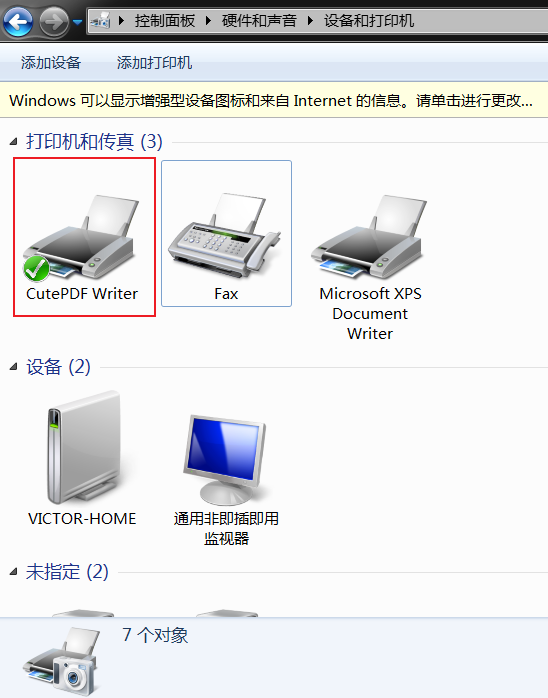 控制面板 硬件和声音 设备和打印机
添加设备 添加打印机
Windows 可以显示增强型设备图标和来自 Internet 的信息。请单击进行更改...
打印机和传真 (3)
CutePDF Writer
Fax
Microsoft XPS
Document
Writer
设备 (2)
VICTOR-HOME
通用非即插即用
监视器
未指定 (2)
7 个对象